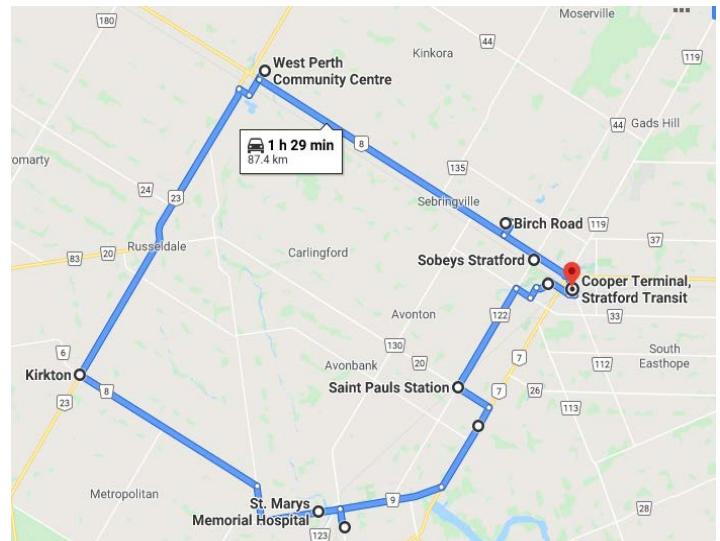 Moserville
180
44
Kinkora
119
West Perth
Community Centre
44
Gads Hill
1 h 29 min
87.4 km
8
135
omarty
24
23
Sebringville
Birch Road
119
37
Russeldale
83
20
Carlingford
Sobeys Stratford
Cooper Terminal,
Stratford Transit
122
33
Avonton
130
7
South
Easthope
6
Avonbank
20
112
Kirkton
8
Saint Pauls Station
7
26
113
23
Metropolitan
St. Marys
Memorial Hospital
9
28
123